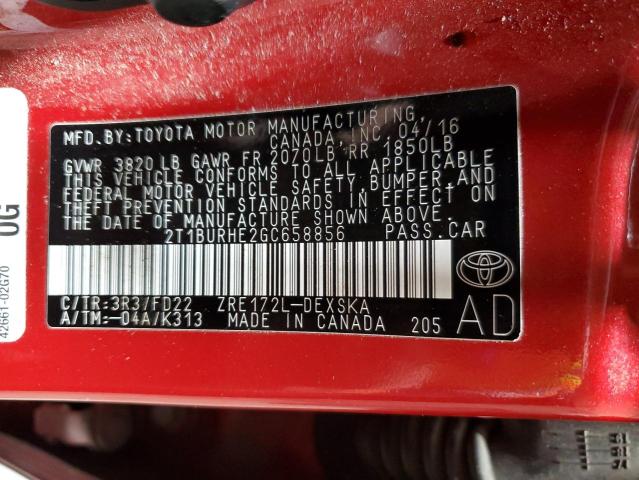 MFD. BY: TOYOTA MOTOR MANUFACTURING,
CANADA, INC. 04/16
GVWR 3820 LB GAWR FR 2070LB RR 1850LB
THIS VEHICLE CONFORMS TO ALL APPLICABLE
FEDERAL MOTOR VEHICLE SAFETY, BUMPER, AND
THEFT PREVENTION STANDARDS IN EFFECT ON
THE DATE OF MANUFACTURE SHOWN ABOVE.
2T1BURHE2GC658856 PASS.CAR
C/TR: 3R3/FD22 ZRE172L-DEXSKA
A/TM: -04A/K313 MADE IN CANADA 205
AD
0G
42661-02G70